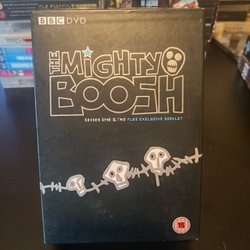 BBC DVD
THE MiGHTY
BOOSH
SERIES ONE & TWO PLUS EXCLUSIVE BOOKLET
15